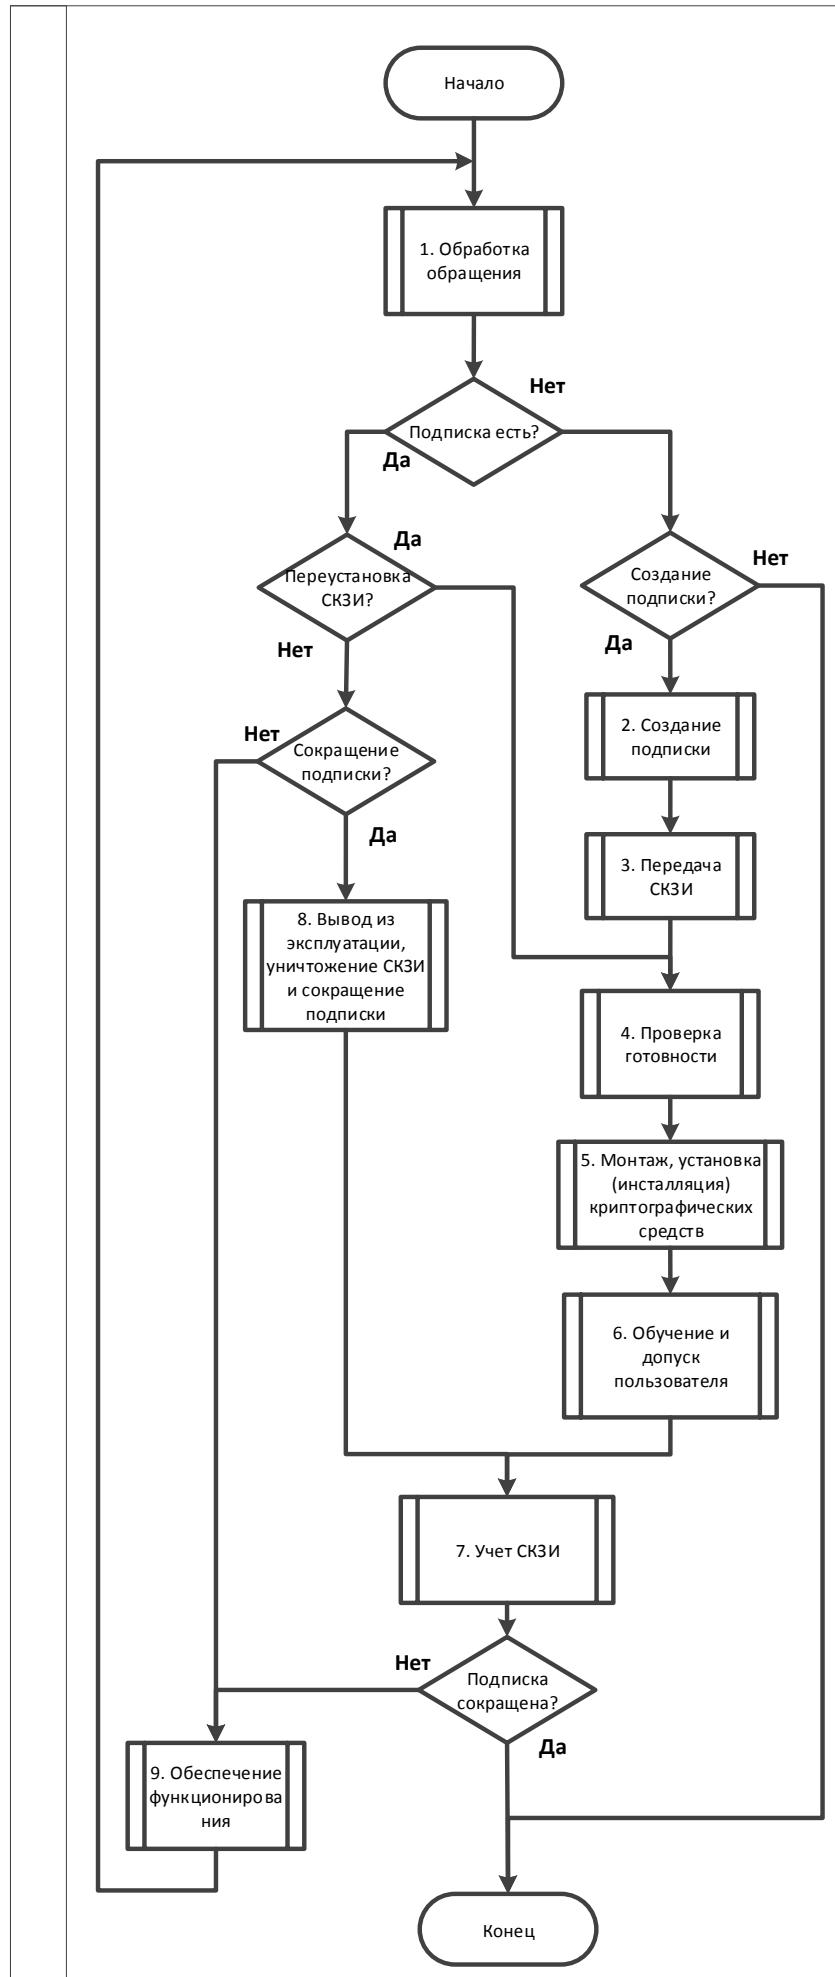 Начало
1. Обработка
обращения
Нет
Подписка есть?
Да
Да
Нет
Переустановка
СКЗИ?
Создание
подписки?
Нет
Да
Нет
Сокращение
подписки?
2. Создание
подписки
Да
3. Передача
СКЗИ
8. Вывод из
эксплуатации,
уничтожение СКЗИ
и сокращение
подписки
4. Проверка
готовности
5. Монтаж, установка
(инсталляция)
криптографических
средств
6. Обучение и
допуск
пользователя
7. Учет СКЗИ
Нет
Подписка
сокращена?
Да
9. Обеспечение
функционирова
ния
Конец